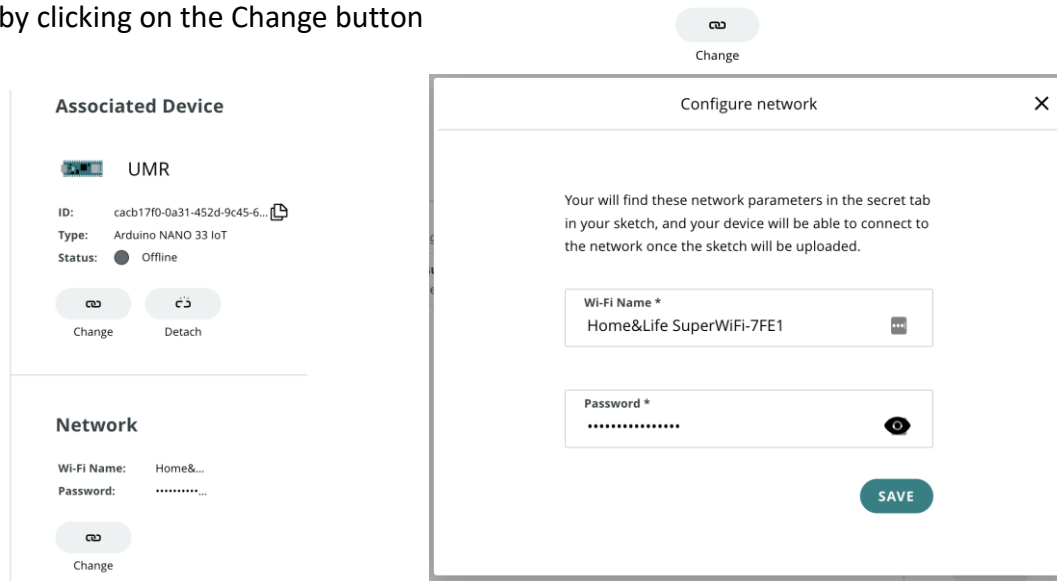 by clicking on the Change button
Change
Associated Device
UMR
ID: cacb17f0-0a31-452d-9c45-6...
Type: Arduino NANO 33 IoT
Status: Offline
Change Detach
Network
Wi-Fi Name: Home&...
Password: ••••••••••...
Change
Configure network
Your will find these network parameters in the secret tab
in your sketch, and your device will be able to connect to
the network once the sketch will be uploaded.
Wi-Fi Name *
Home&Life SuperWiFi-7FE1
Password *
••••••••••••••••
SAVE